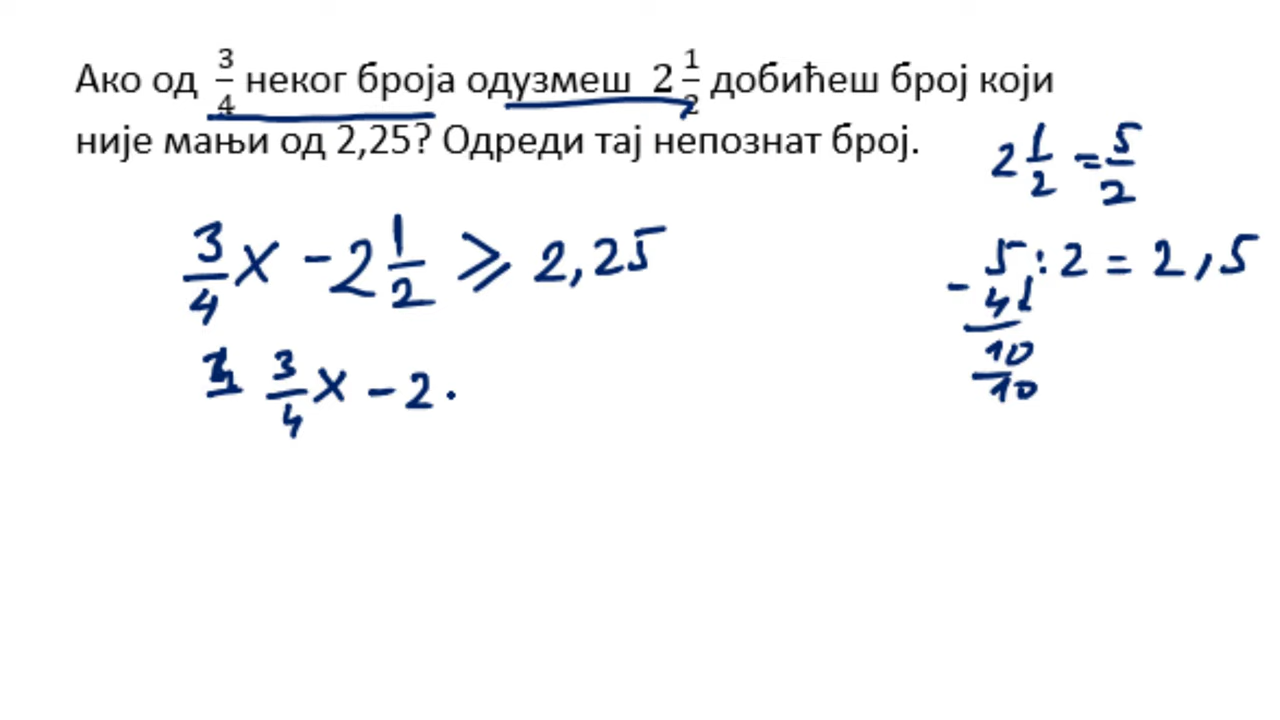 Ако од 3/4 неког броја одузмеш 2 1/2 добићеш број који
није мањи од 2,25? Одреди тај непознат број.
2 1/2 = 5/2
3/4 x - 2 1/2 ⩾ 2,25
5 : 2 = 2,5
- 4
10
10
3/4 x - 2 .